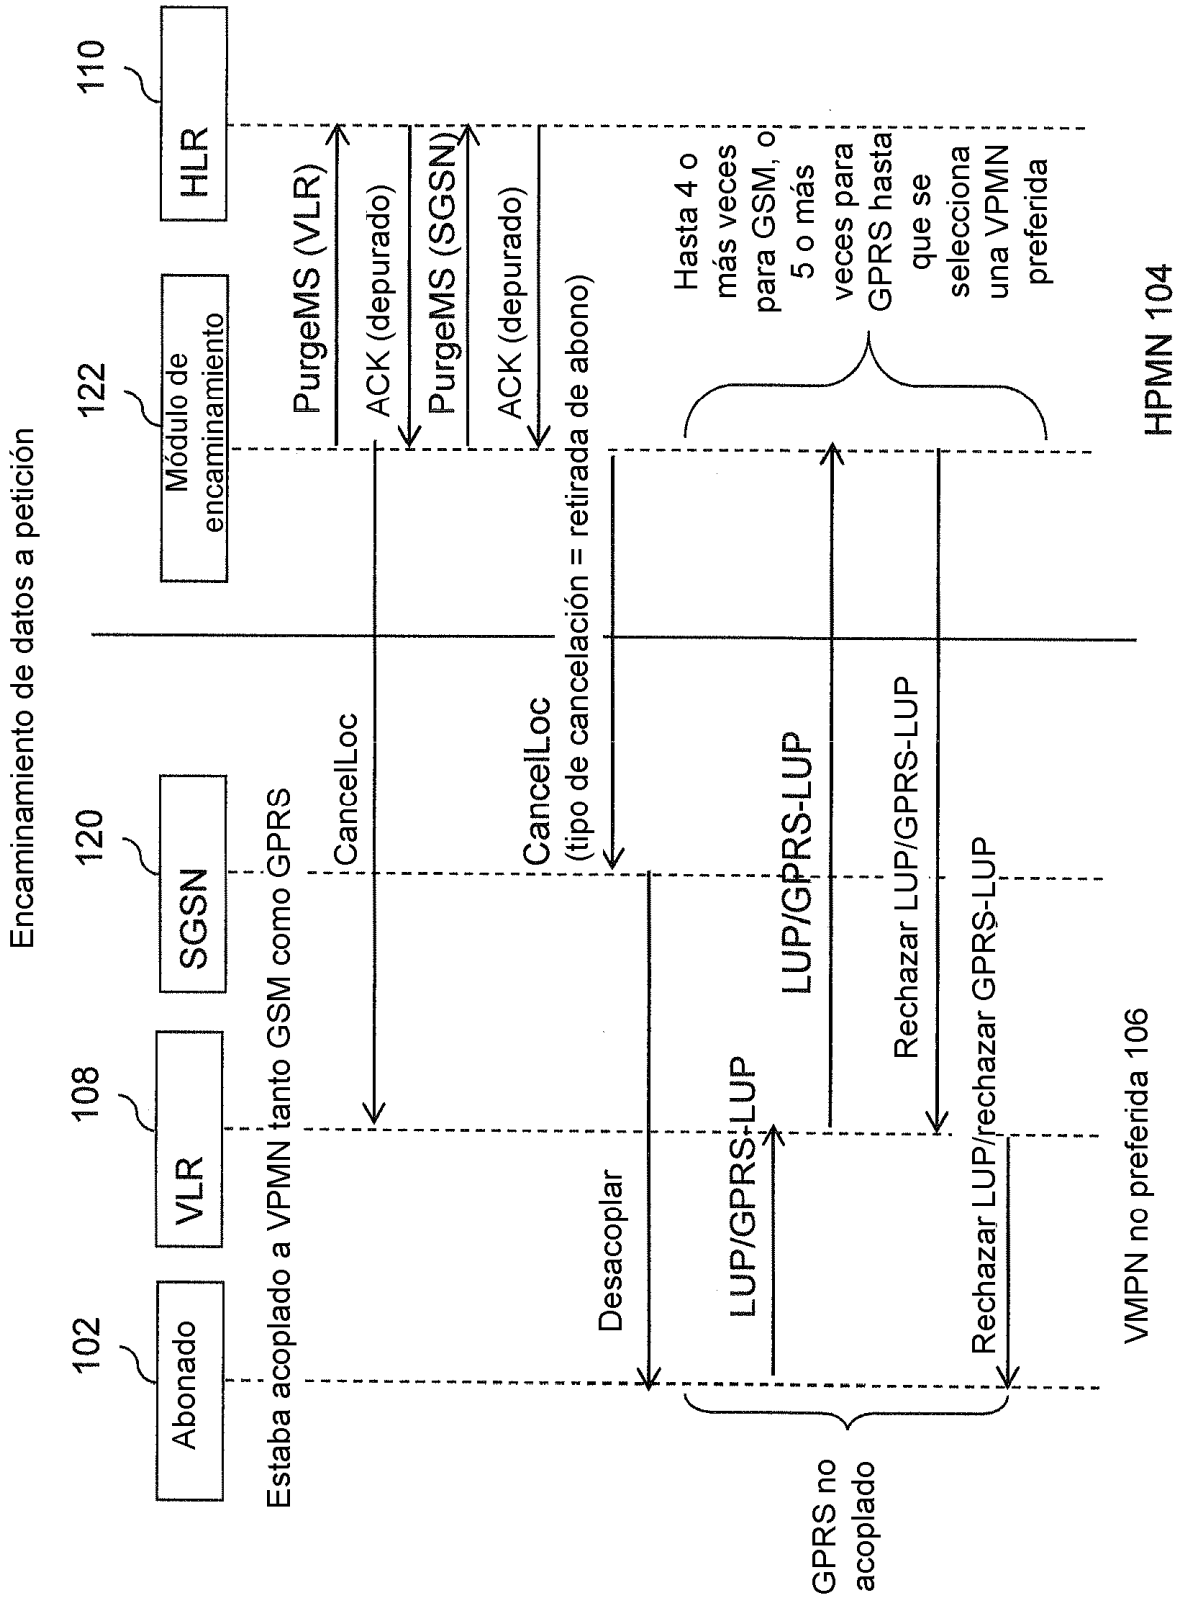 Encaminamiento de datos a petición
102
108
120
122
110
Abonado
VLR
SGSN
Módulo de
encaminamiento
HLR
Estaba acoplado a VPMN tanto GSM como GPRS
PurgeMS (VLR)
CancelLoc
ACK (depurado)
PurgeMS (SGSN)
ACK (depurado)
CancelLoc
(tipo de cancelación = retirada de abono)
Desacoplar
LUP/GPRS-LUP
LUP/GPRS-LUP
Rechazar LUP/GPRS-LUP
Rechazar LUP/rechazar GPRS-LUP
GPRS no
acoplado
Hasta 4 o
más veces
para GSM, o
5 o más
veces para
GPRS hasta
que se
selecciona
una VPMN
preferida
VMPN no preferida 106
HPMN 104